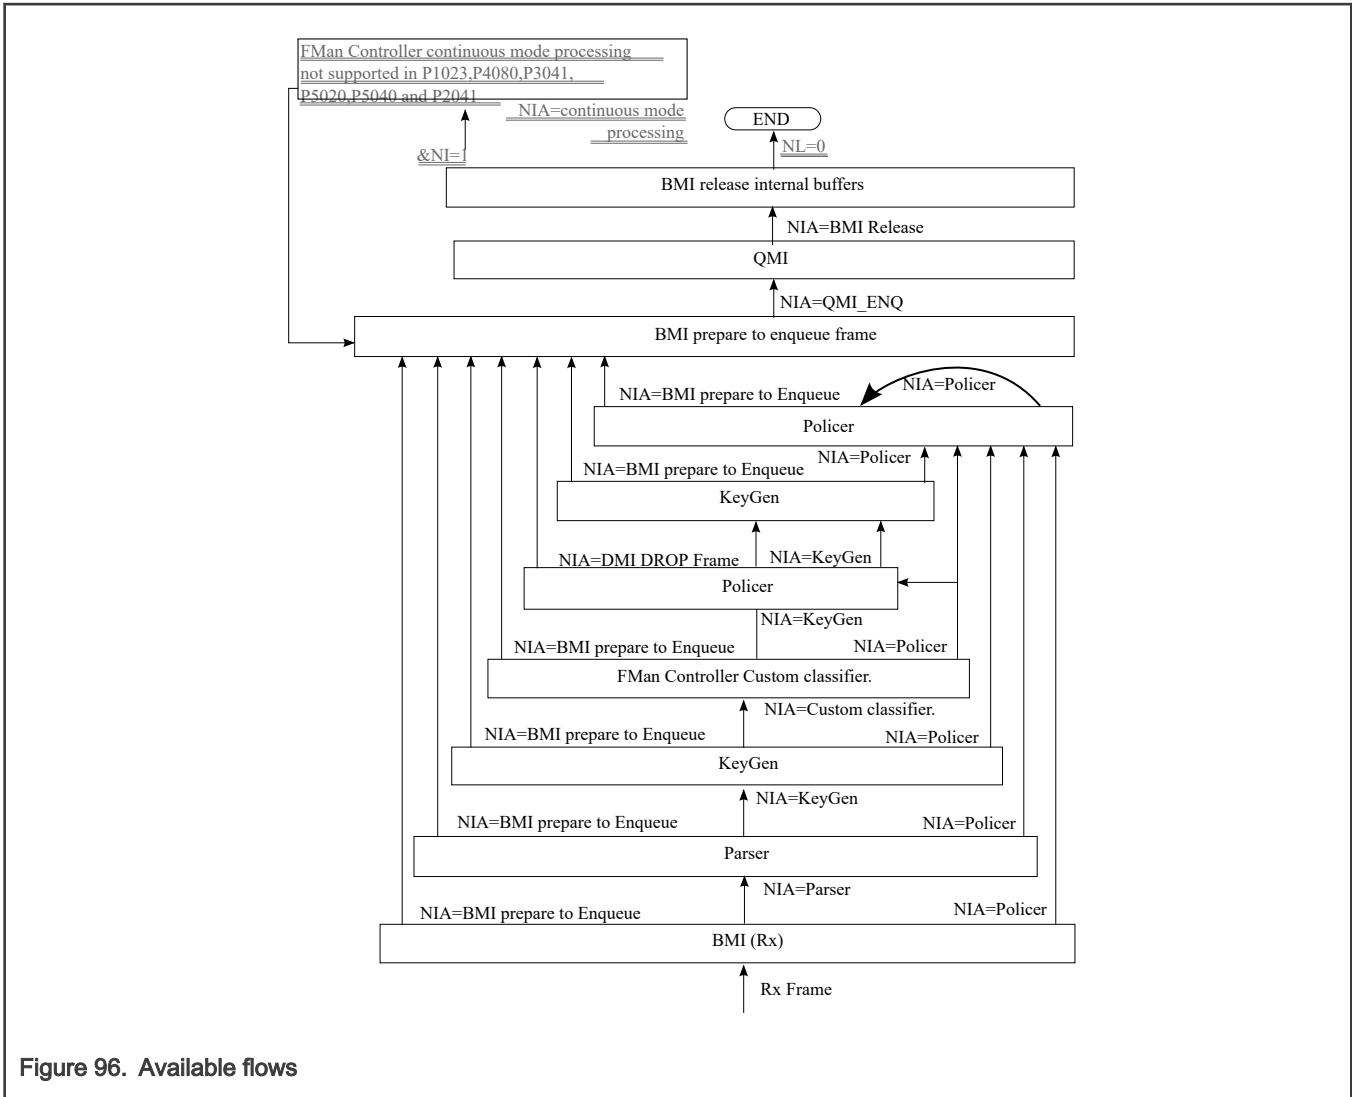 FMan Controller continuous mode processing
not supported in P1023,P4080,P3041,
P5020,P5040 and P2041
NIA=continuous mode
processing
END
&NI=1
NL=0
BMI release internal buffers
NIA=BMI Release
QMI
NIA=QMI_ENQ
BMI prepare to enqueue frame
NIA=Policer
NIA=BMI prepare to Enqueue
Policer
NIA=Policer
NIA=BMI prepare to Enqueue
KeyGen
NIA=DMI DROP Frame
NIA=KeyGen
Policer
NIA=KeyGen
NIA=BMI prepare to Enqueue
NIA=Policer
FMan Controller Custom classifier.
NIA=Custom classifier.
NIA=BMI prepare to Enqueue
NIA=Policer
KeyGen
NIA=KeyGen
NIA=BMI prepare to Enqueue
NIA=Policer
Parser
NIA=Parser
NIA=BMI prepare to Enqueue
NIA=Policer
BMI (Rx)
Rx Frame
Figure 96. Available flows